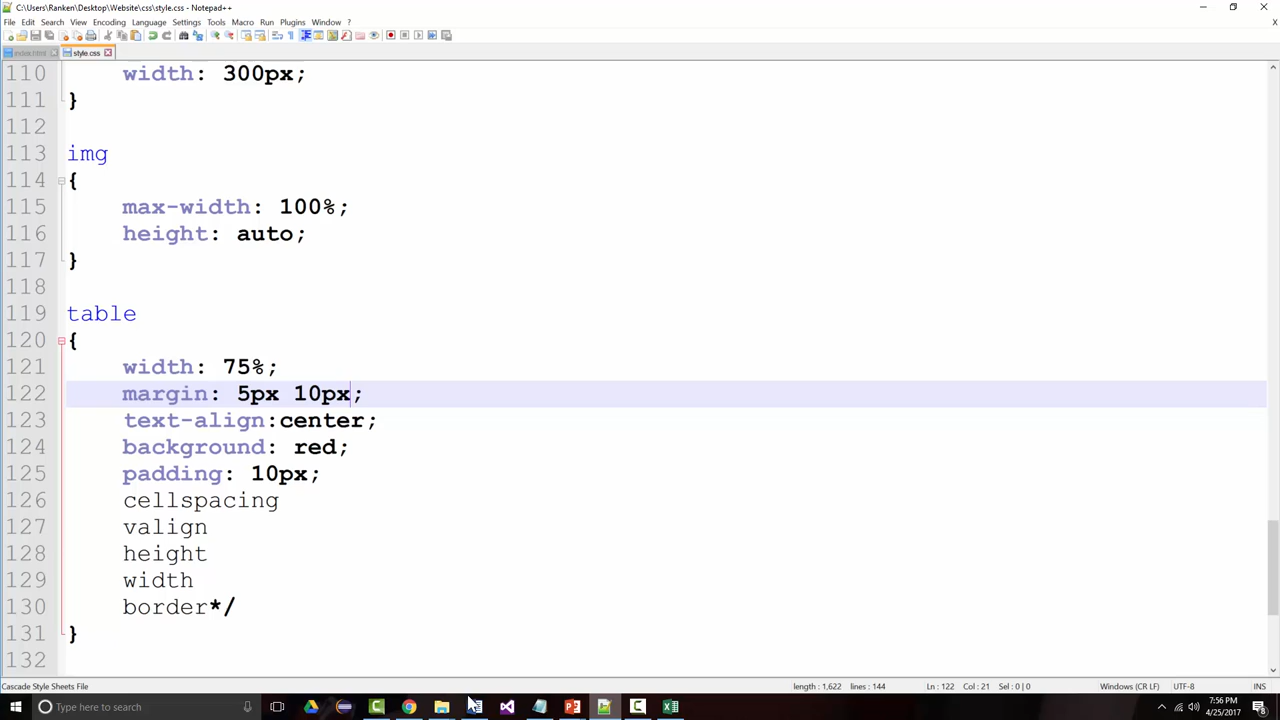 C:\Users\Ranken\Desktop\Website\css\style.css - Notepad++
File Edit Search View Encoding Language Settings Tools Macro Run Plugins Window ?
index.html style.css
110 width: 300px;
111 }
112
113 img
114 {
115 max-width: 100%;
116 height: auto;
117 }
118
119 table
120 {
121 width: 75%;
122 margin: 5px 10px;
123 text-align:center;
124 background: red;
125 padding: 10px;
126 cellspacing
127 valign
128 height
129 width
130 border*/
131 }
132
Cascade Style Sheets File length : 1,622 lines : 144 Ln : 122 Col : 21 Sel : 0 | 0 Windows (CR LF) UTF-8 INS
Type here to search
7:56 PM
4/25/2017